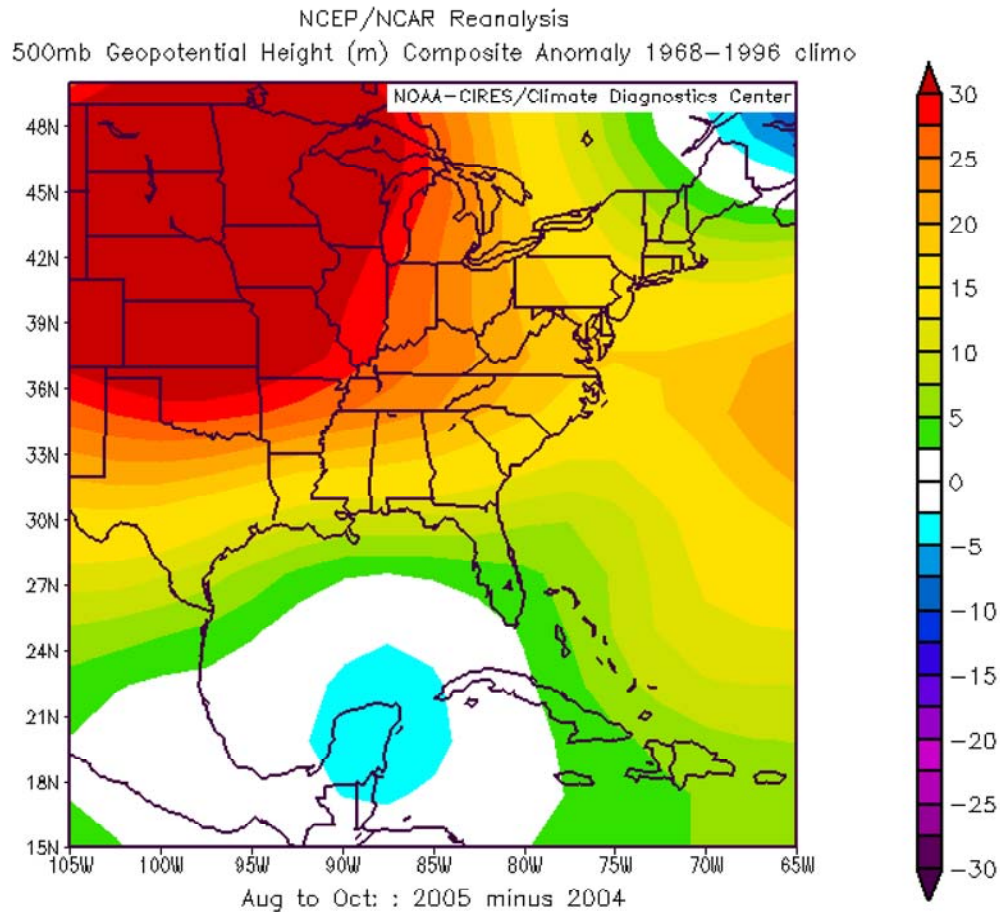 NCEP/NCAR Reanalysis
500mb Geopotential Height (m) Composite Anomaly 1968-1996 climo
NOAA-CIRES/Climate Diagnostics Center
48N
45N
42N
39N
36N
33N
30N
27N
24N
21N
18N
15N
105W 100W 95W 90W 85W 80W 75W 70W 65W
Aug to Oct: : 2005 minus 2004
30
25
20
15
10
5
0
-5
-10
-15
-20
-25
-30